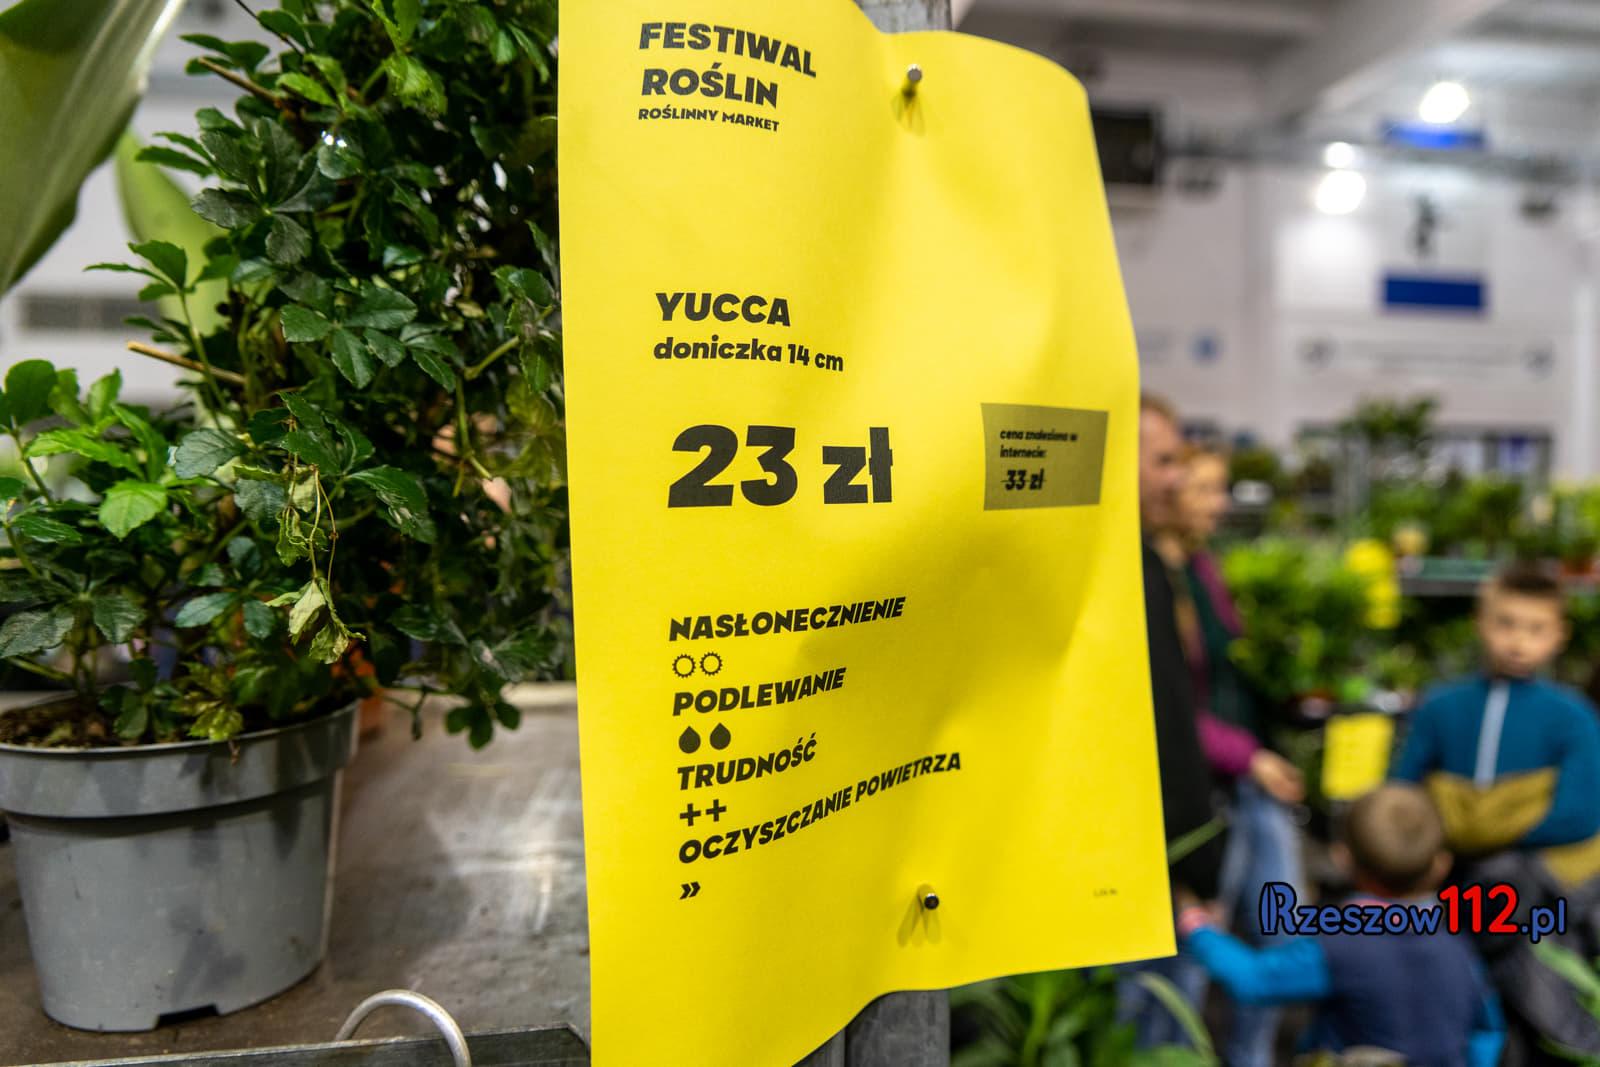 FESTIWAL
ROŚLIN
ROŚLINNY MARKET
YUCCA
doniczka 14 cm
23 zł
cena znaleziona w
internecie:
33 zł
NASŁONECZNIENIE
PODLEWANIE
TRUDNOŚĆ
++
OCZYSZCZANIE POWIETRZA
»
Rzeszow112.pl